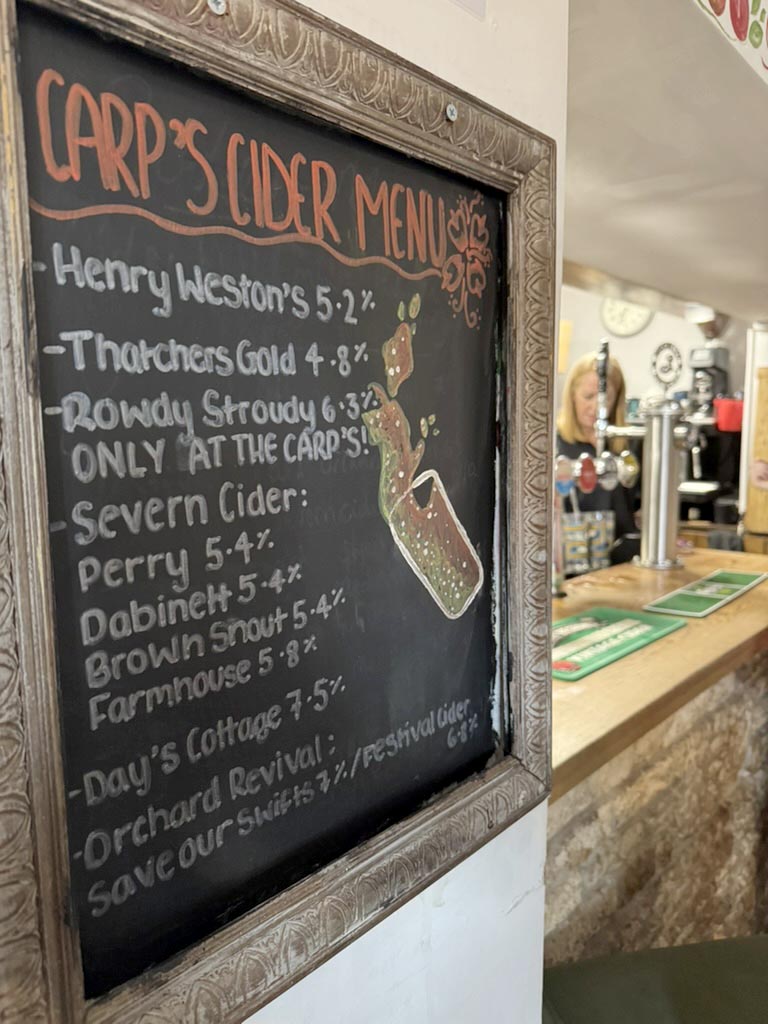 CARP'S CIDER MENU
-Henry Weston's 5.2%
-Thatchers Gold 4.8%
-Rowdy Stroudy 6.3%
ONLY AT THE CARP'S!
-Severn Cider:
Perry 5.4%
Dabinett 5.4%
Brown Snout 5.4%
Farmhouse 5.8%
-Day's Cottage 7.5%
-Orchard Revival:
Save our Swifts 7%/Festival Cider
6.8%